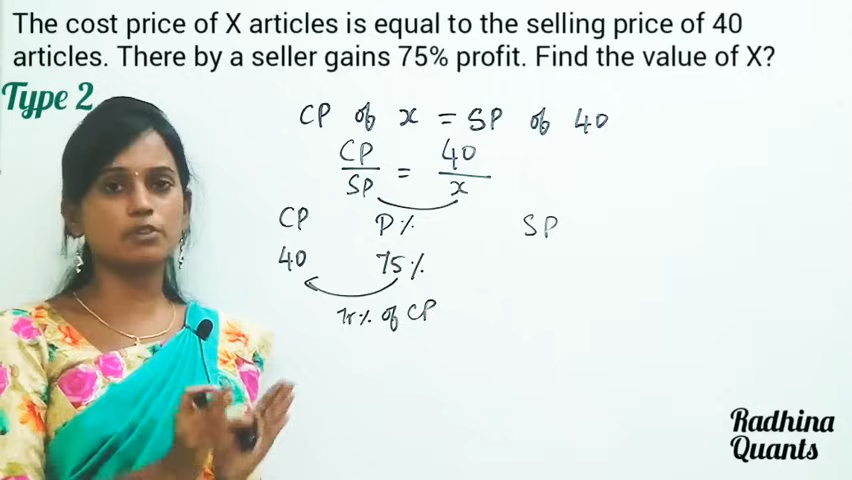 The cost price of X articles is equal to the selling price of 40
articles. There by a seller gains 75% profit. Find the value of X?
Type 2
CP of x = SP of 40
CP/SP = 40/x
CP P% SP
40 75%
75% of CP
Radhina
Quants